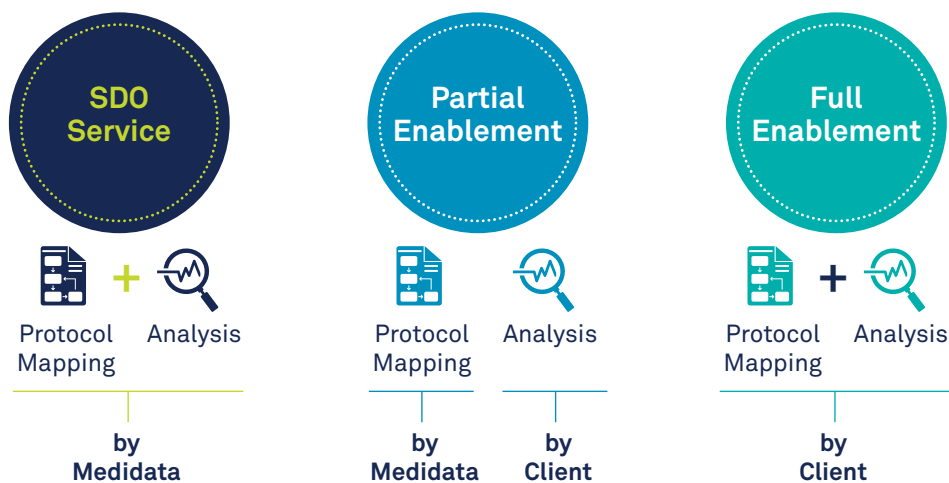 SDO
Service
Protocol
Mapping
+
Analysis
by
Medidata
Partial
Enablement
Protocol
Mapping
Analysis
by
Medidata
by
Client
Full
Enablement
Protocol
Mapping
+
Analysis
by
Client